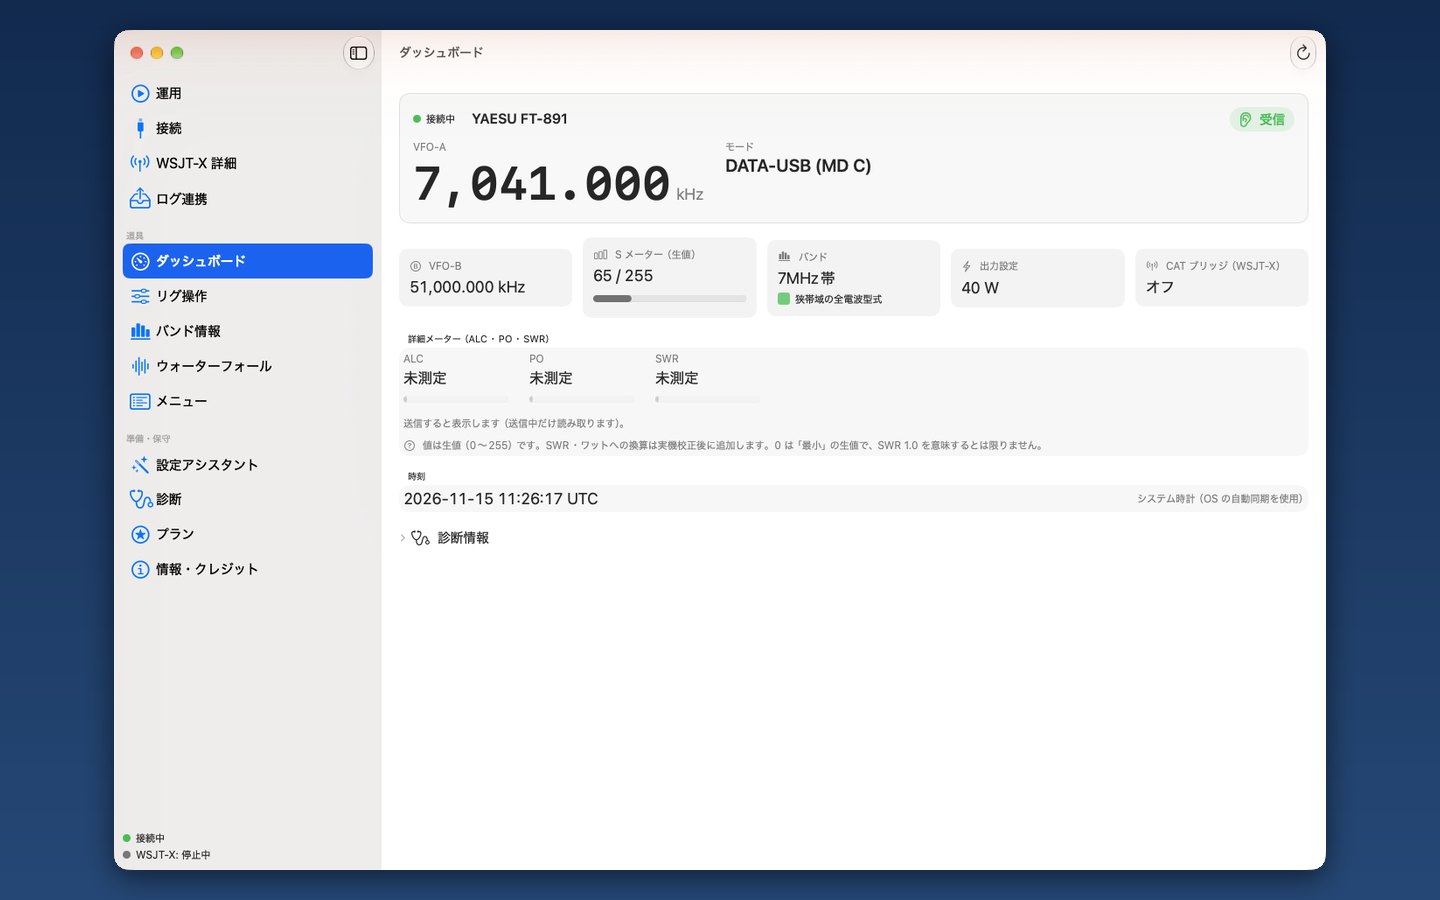 運用
接続
WSJT-X 詳細
ログ連携
道具
ダッシュボード
リグ操作
バンド情報
ウォーターフォール
メニュー
準備・保守
設定アシスタント
診断
プラン
情報・クレジット
接続中
WSJT-X: 停止中
ダッシュボード
接続中 YAESU FT-891
受信
VFO-A
7,041.000 kHz
モード
DATA-USB (MD C)
VFO-B
51,000.000 kHz
S メーター（生値）
65 / 255
バンド
7MHz 帯
狭帯域の全電波型式
出力設定
40 W
CAT ブリッジ（WSJT-X）
オフ
詳細メーター（ALC・PO・SWR）
ALC
未測定
PO
未測定
SWR
未測定
送信すると表示します（送信中だけ読み取ります）。
値は生値（0〜255）です。SWR・ワットへの換算は実機校正後に追加します。0 は「最小」の生値で、SWR 1.0 を意味するとは限りません。
時刻
2026-11-15 11:26:17 UTC
システム時計（OS の自動同期を使用）
診断情報